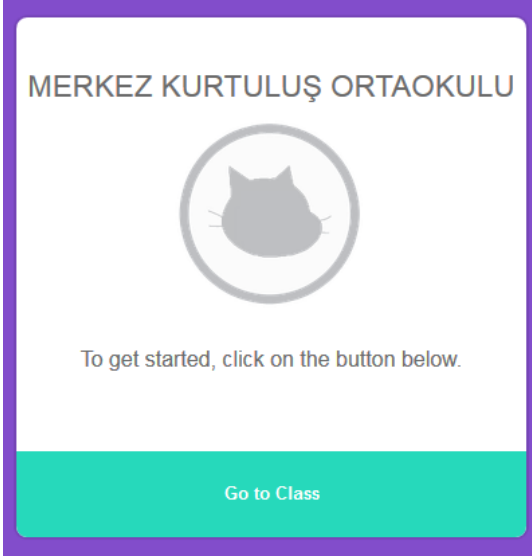 MERKEZ KURTULUŞ ORTAOKULU
To get started, click on the button below.
Go to Class